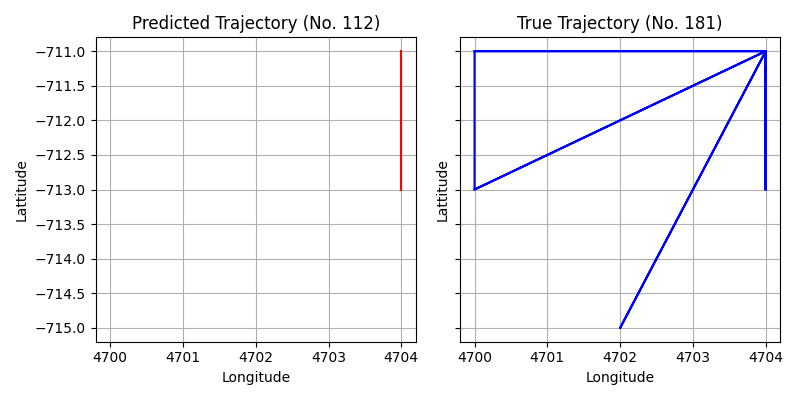 Predicted Trajectory (No. 112)
Lattitude
−711.0
−711.5
−712.0
−712.5
−713.0
−713.5
−714.0
−714.5
−715.0
4700 4701 4702 4703 4704
Longitude
True Trajectory (No. 181)
Lattitude
4700 4701 4702 4703 4704
Longitude